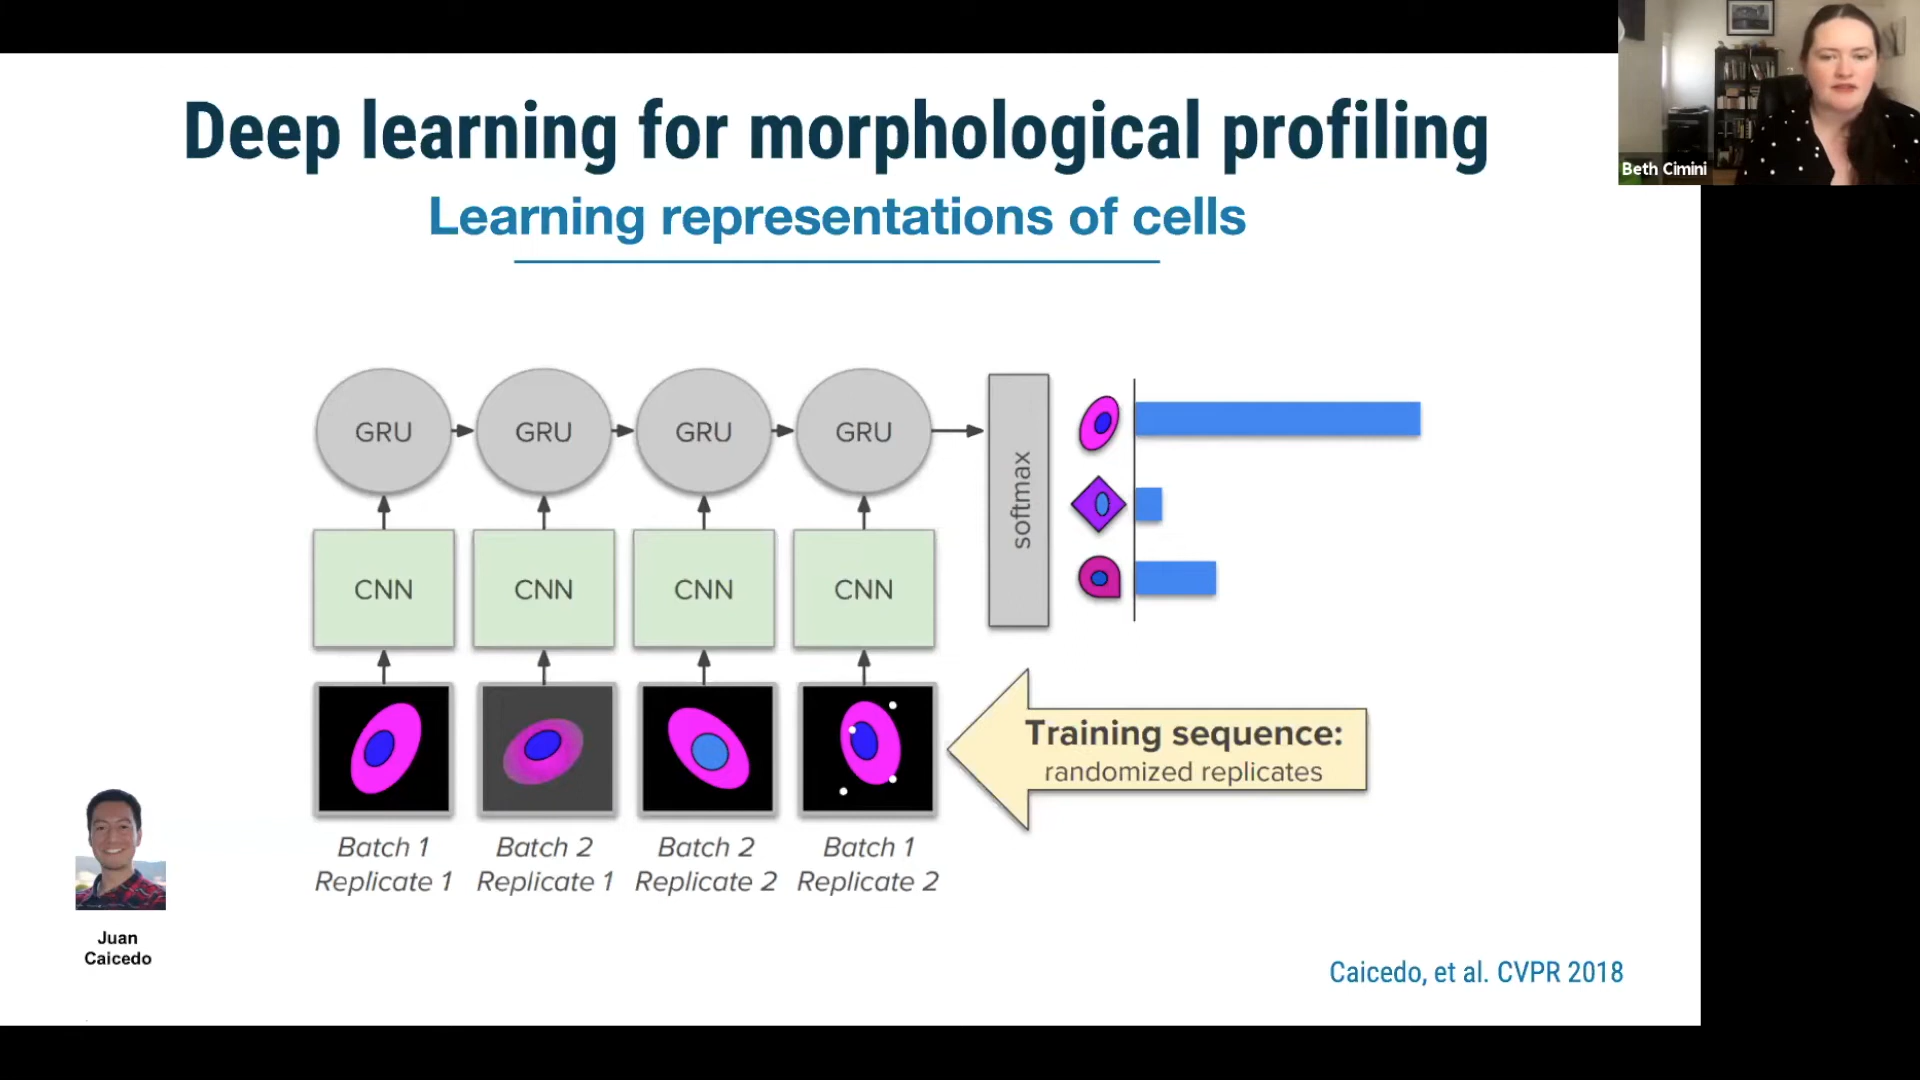 Deep learning for morphological profiling
Learning representations of cells
Beth Cimini
GRU
GRU
GRU
GRU
softmax
CNN
CNN
CNN
CNN
Training sequence:
randomized replicates
Batch 1
Replicate 1
Batch 2
Replicate 1
Batch 2
Replicate 2
Batch 1
Replicate 2
Juan
Caicedo
Caicedo, et al. CVPR 2018